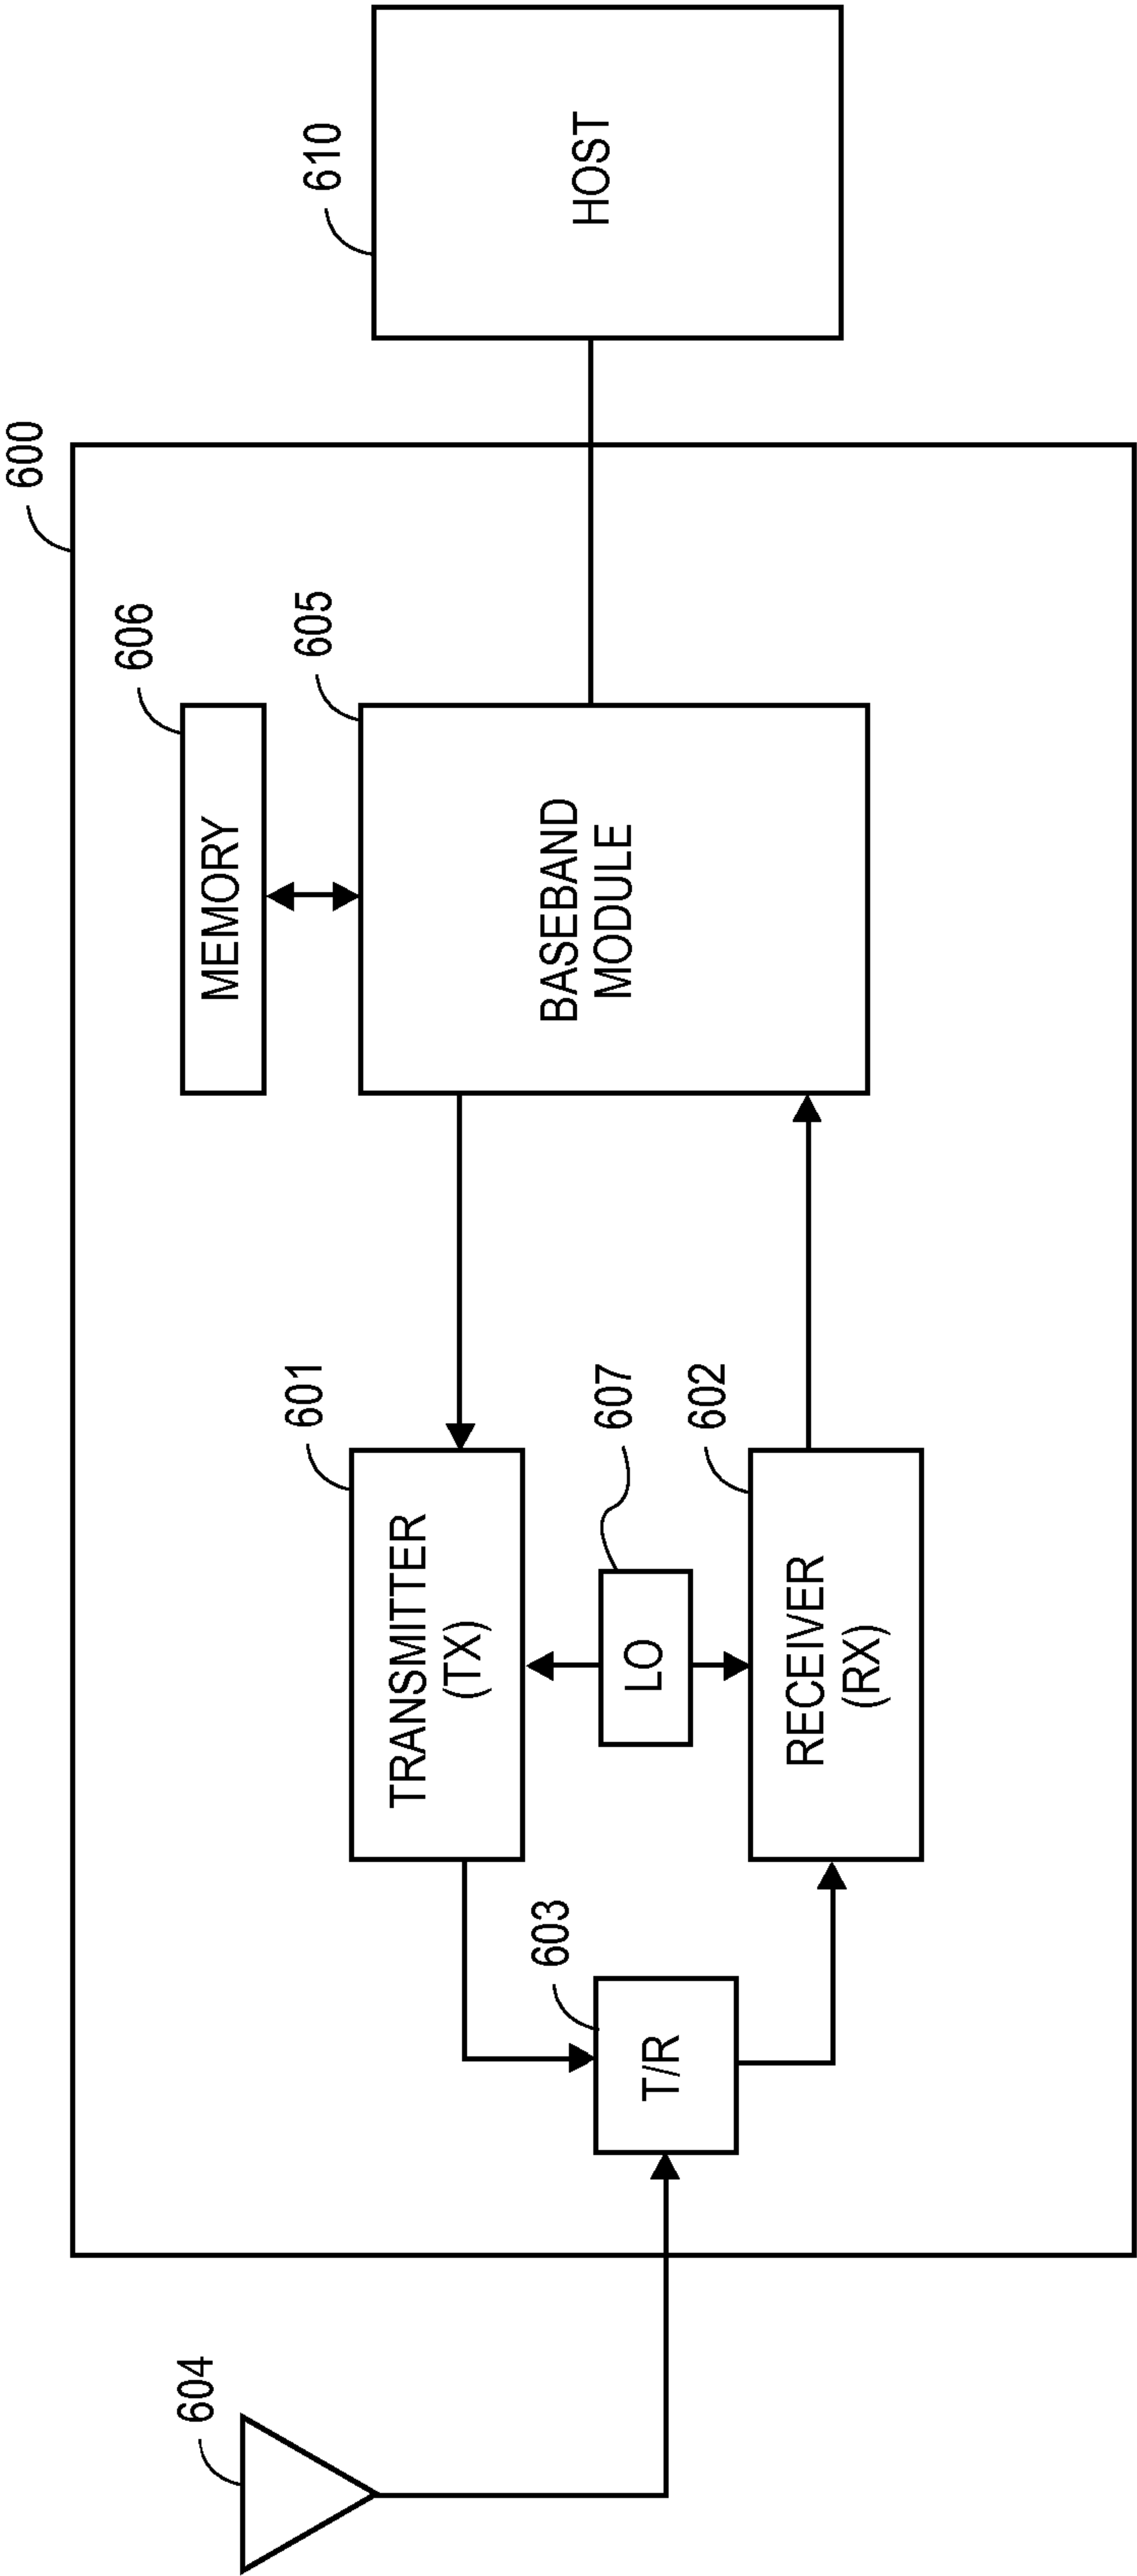 600
604
606
MEMORY
601
TRANSMITTER
(TX)
605
BASEBAND
MODULE
610
HOST
603
T/R
607
LO
602
RECEIVER
(RX)